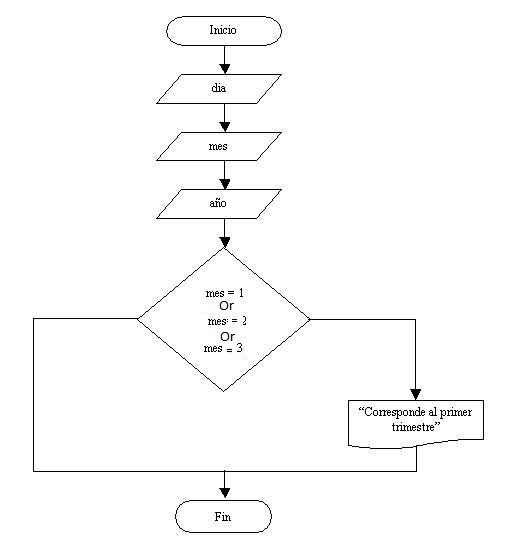 Inicio
dia
mes
año
mes = 1
Or
mes = 2
Or
mes = 3
“Corresponde al primer
trimestre”
Fin